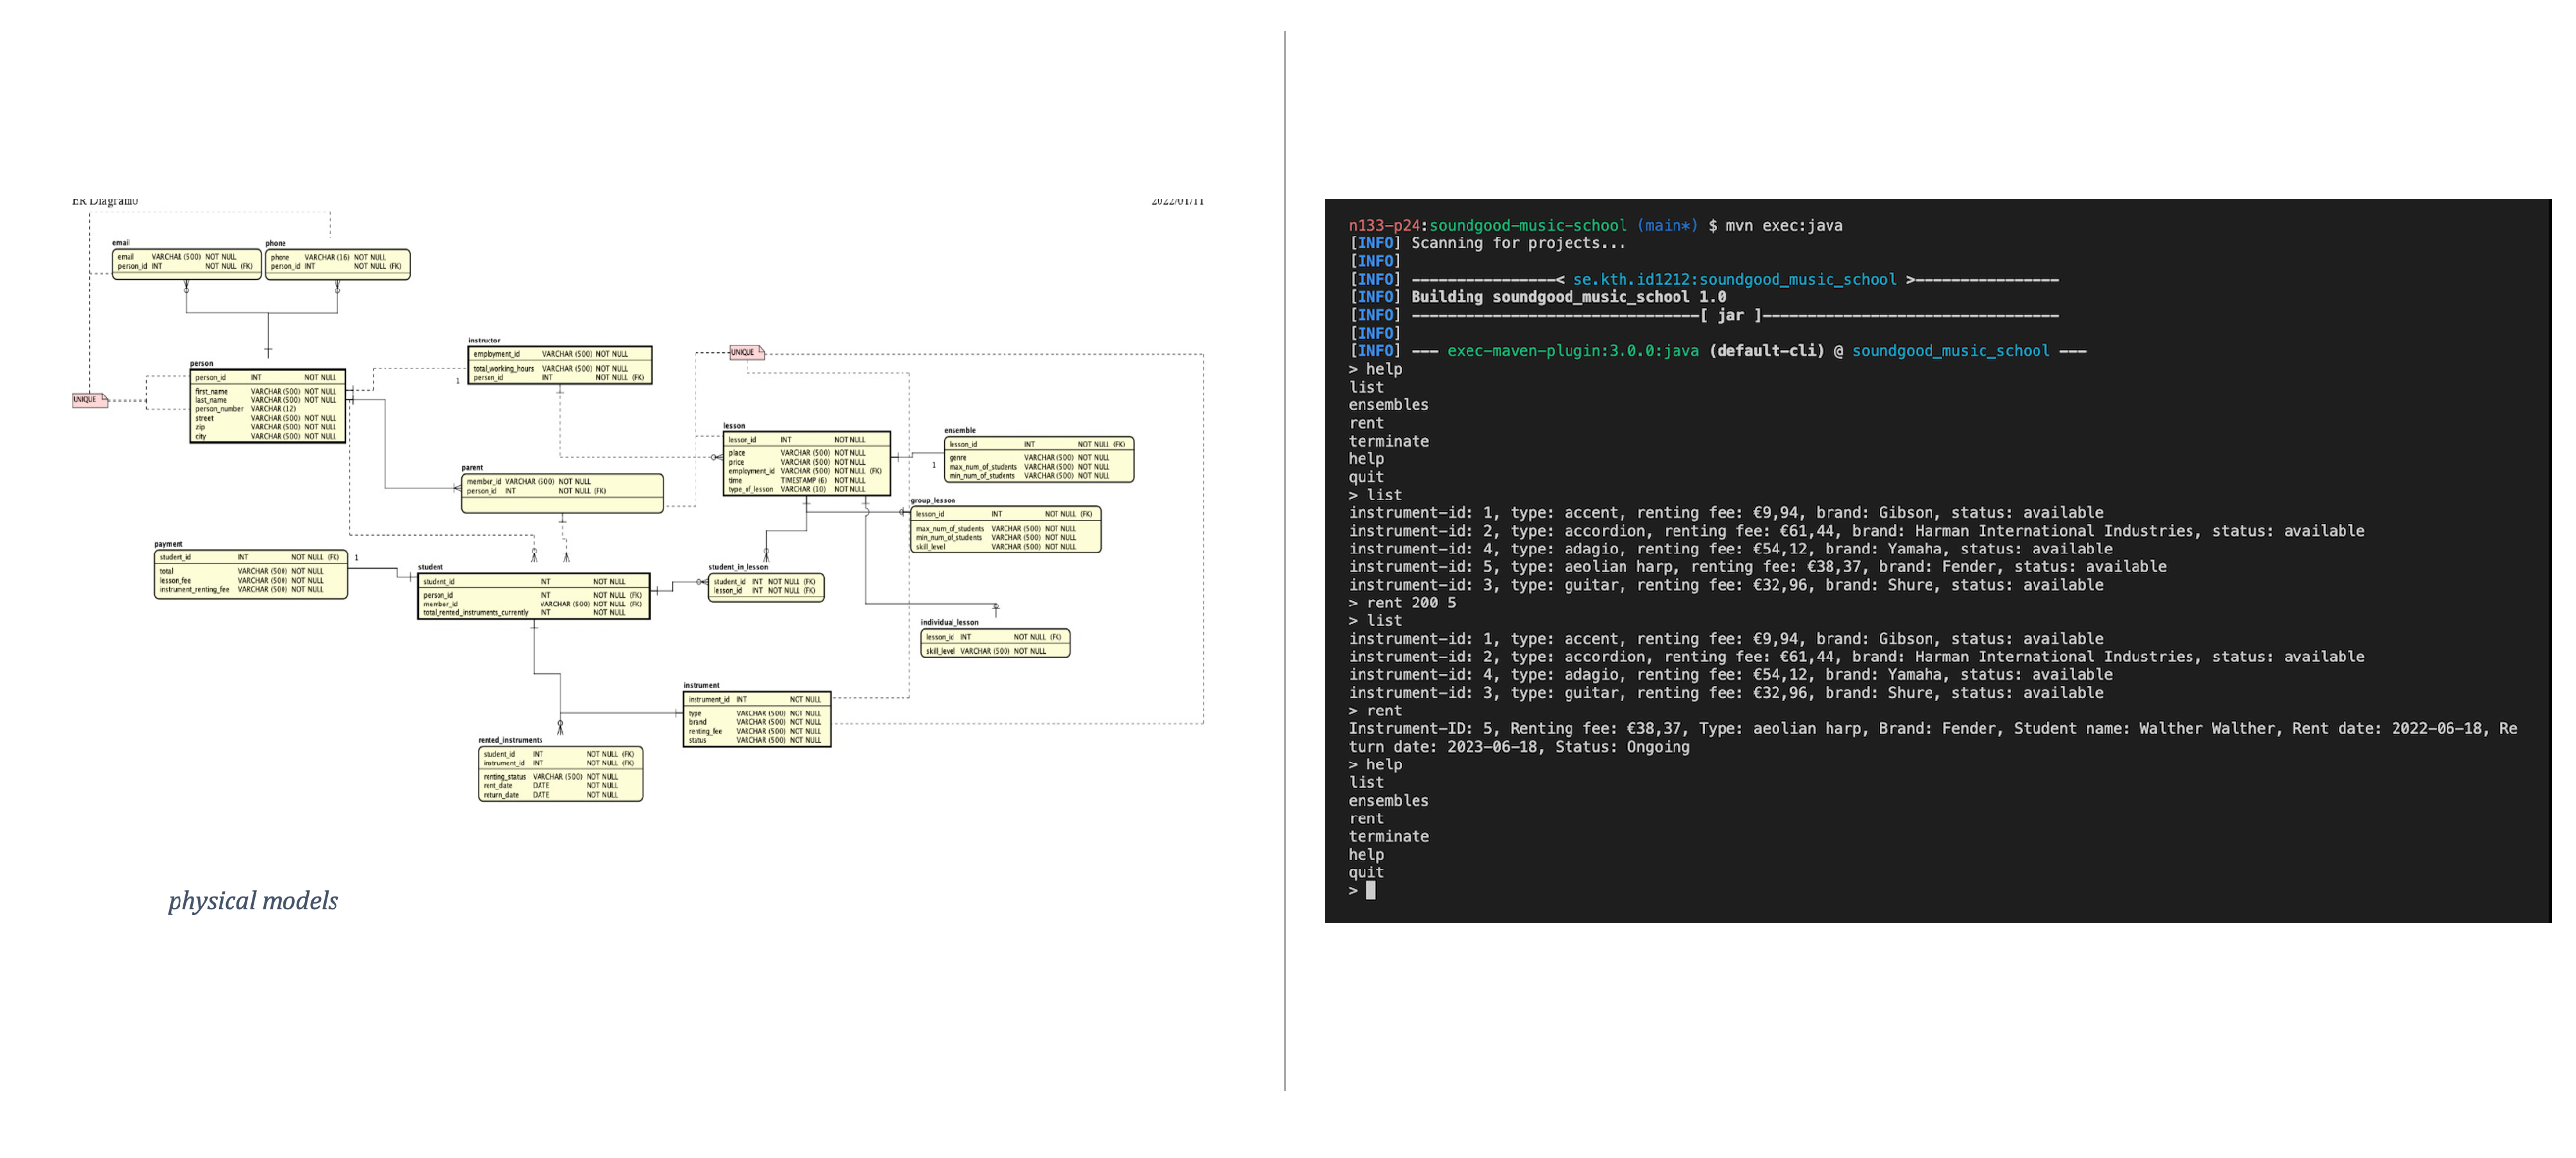 ER Diagram0 2022/01/11
email
email VARCHAR (500) NOT NULL
person_id INT NOT NULL (FK)
phone
phone VARCHAR (16) NOT NULL
person_id INT NOT NULL (FK)
person
person_id INT NOT NULL
first_name VARCHAR (500) NOT NULL
last_name VARCHAR (500) NOT NULL
person_number VARCHAR (12)
street VARCHAR (500) NOT NULL
zip VARCHAR (500) NOT NULL
city VARCHAR (500) NOT NULL
UNIQUE
instructor
employment_id VARCHAR (500) NOT NULL
total_working_hours VARCHAR (500) NOT NULL
person_id INT NOT NULL (FK)
1
UNIQUE
lesson
lesson_id INT NOT NULL
place VARCHAR (500) NOT NULL
price VARCHAR (500) NOT NULL
employment_id VARCHAR (500) NOT NULL (FK)
time TIMESTAMP (6) NOT NULL
type_of_lesson VARCHAR (10) NOT NULL
ensemble
lesson_id INT NOT NULL (FK)
genre VARCHAR (500) NOT NULL
max_num_of_students VARCHAR (500) NOT NULL
min_num_of_students VARCHAR (500) NOT NULL
1
parent
member_id VARCHAR (500) NOT NULL
person_id INT NOT NULL (FK)
group_lesson
lesson_id INT NOT NULL (FK)
max_num_of_students VARCHAR (500) NOT NULL
min_num_of_students VARCHAR (500) NOT NULL
skill_level VARCHAR (500) NOT NULL
payment
student_id INT NOT NULL (FK)
total VARCHAR (500) NOT NULL
lesson_fee VARCHAR (500) NOT NULL
instrument_renting_fee VARCHAR (500) NOT NULL
1
student
student_id INT NOT NULL
person_id INT NOT NULL (FK)
member_id VARCHAR (500) NOT NULL (FK)
total_rented_instruments_currently INT NOT NULL
student_in_lesson
student_id INT NOT NULL (FK)
lesson_id INT NOT NULL (FK)
individual_lesson
lesson_id INT NOT NULL (FK)
skill_level VARCHAR (500) NOT NULL
instrument
instrument_id INT NOT NULL
type VARCHAR (500) NOT NULL
brand VARCHAR (500) NOT NULL
renting_fee VARCHAR (500) NOT NULL
status VARCHAR (500) NOT NULL
rented_instruments
student_id INT NOT NULL (FK)
instrument_id INT NOT NULL (FK)
renting_status VARCHAR (500) NOT NULL
rent_date DATE NOT NULL
return_date DATE NOT NULL
physical models
n133-p24:soundgood-music-school (main*) $ mvn exec:java
[INFO] Scanning for projects...
[INFO]
[INFO] ----------------< se.kth.id1212:soundgood_music_school >----------------
[INFO] Building soundgood_music_school 1.0
[INFO] --------------------------------[ jar ]---------------------------------
[INFO]
[INFO] --- exec-maven-plugin:3.0.0:java (default-cli) @ soundgood_music_school ---
> help
list
ensembles
rent
terminate
help
quit
> list
instrument-id: 1, type: accent, renting fee: €9,94, brand: Gibson, status: available
instrument-id: 2, type: accordion, renting fee: €61,44, brand: Harman International Industries, status: available
instrument-id: 4, type: adagio, renting fee: €54,12, brand: Yamaha, status: available
instrument-id: 5, type: aeolian harp, renting fee: €38,37, brand: Fender, status: available
instrument-id: 3, type: guitar, renting fee: €32,96, brand: Shure, status: available
> rent 200 5
> list
instrument-id: 1, type: accent, renting fee: €9,94, brand: Gibson, status: available
instrument-id: 2, type: accordion, renting fee: €61,44, brand: Harman International Industries, status: available
instrument-id: 4, type: adagio, renting fee: €54,12, brand: Yamaha, status: available
instrument-id: 3, type: guitar, renting fee: €32,96, brand: Shure, status: available
> rent
Instrument-ID: 5, Renting fee: €38,37, Type: aeolian harp, Brand: Fender, Student name: Walther Walther, Rent date: 2022-06-18, Re
turn date: 2023-06-18, Status: Ongoing
> help
list
ensembles
rent
terminate
help
quit
>